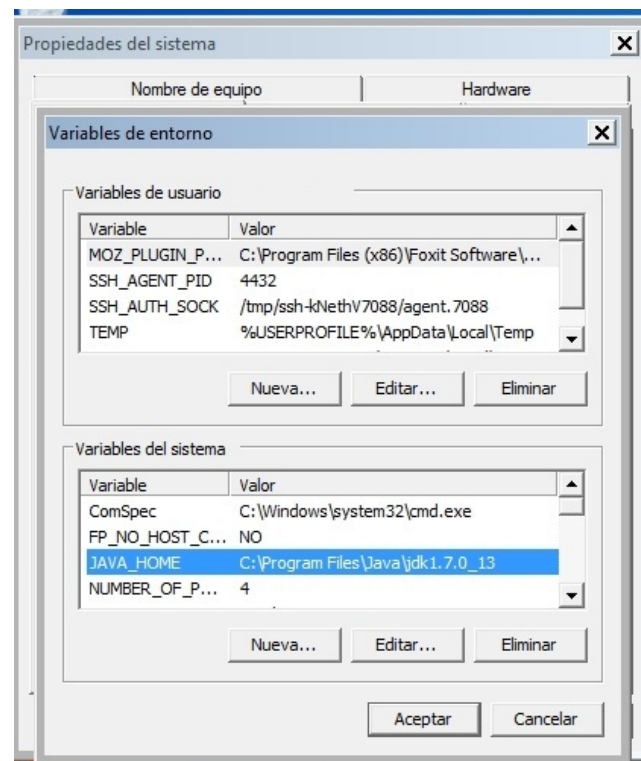 Propiedades del sistema
Nombre de equipo Hardware
Variables de entorno
Variables de usuario
Variable Valor
MOZ_PLUGIN_P... C:\Program Files (x86)\Foxit Software\...
SSH_AGENT_PID 4432
SSH_AUTH_SOCK /tmp/ssh-kNethV7088/agent.7088
TEMP %USERPROFILE%\AppData\Local\Temp
Nueva... Editar... Eliminar
Variables del sistema
Variable Valor
ComSpec C:\Windows\system32\cmd.exe
FP_NO_HOST_C... NO
JAVA_HOME C:\Program Files\Java\jdk1.7.0_13
NUMBER_OF_P... 4
Nueva... Editar... Eliminar
Aceptar Cancelar